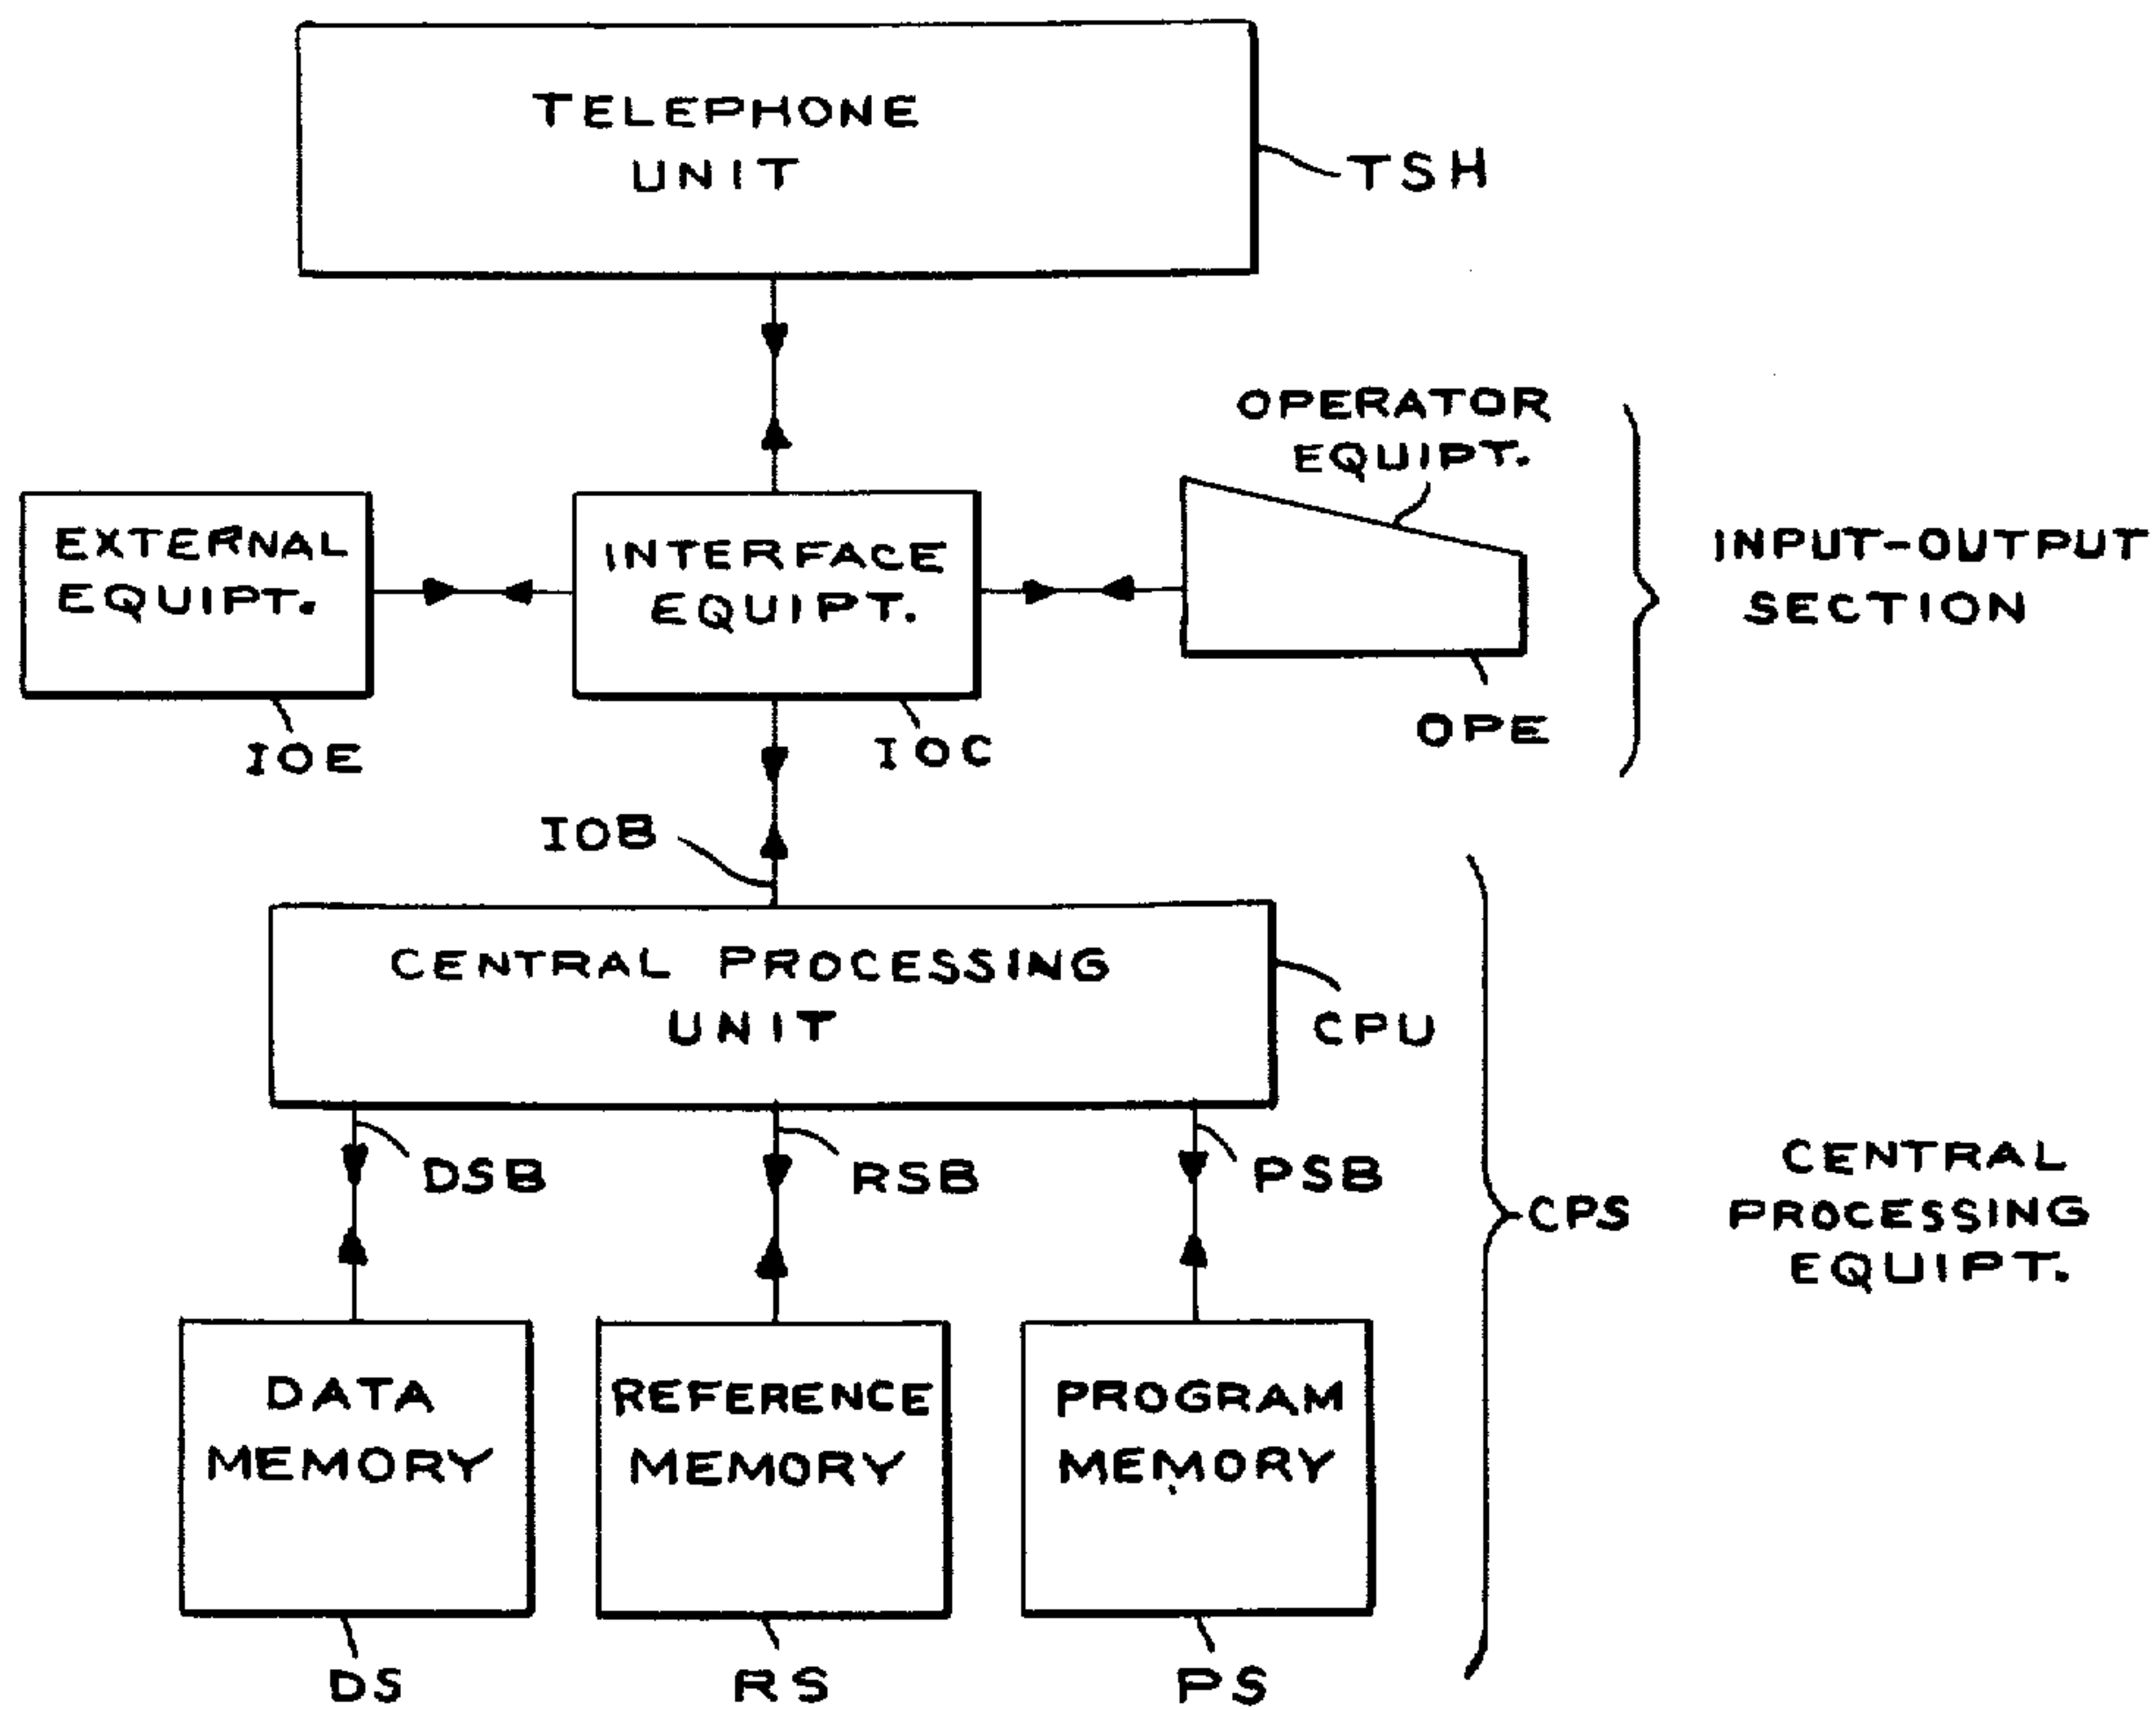 TELEPHONE
UNIT
TSH
OPERATOR
EQUIPT.
EXTERNAL
EQUIPT.
INTERFACE
EQUIPT.
INPUT-OUTPUT
SECTION
IOE
IOC
OPE
IOB
CENTRAL PROCESSING
UNIT
CPU
DSB
RSB
PSB
CPS
CENTRAL
PROCESSING
EQUIPT.
DATA
MEMORY
REFERENCE
MEMORY
PROGRAM
MEMORY
DS
RS
PS